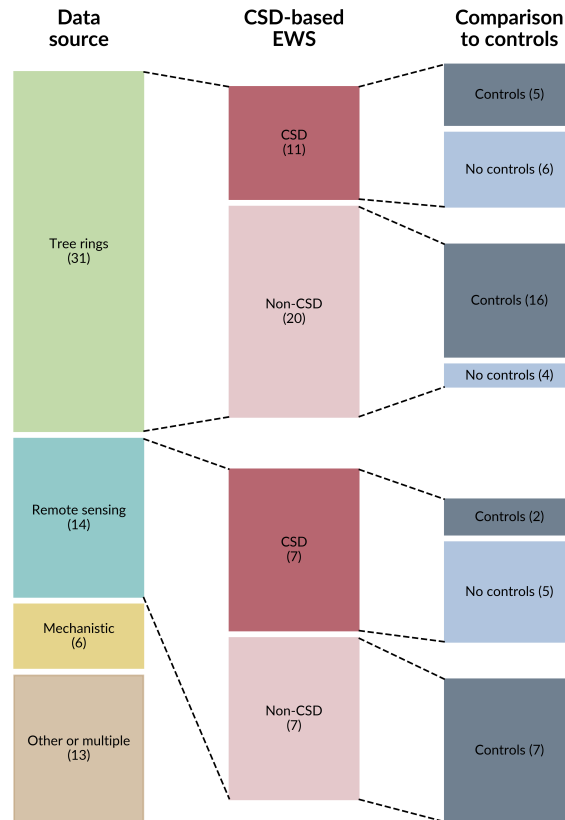 Data
source
CSD-based
EWS
Comparison
to controls
Tree rings
(31)
Remote sensing
(14)
Mechanistic
(6)
Other or multiple
(13)
CSD
(11)
Non-CSD
(20)
CSD
(7)
Non-CSD
(7)
Controls (5)
No controls (6)
Controls (16)
No controls (4)
Controls (2)
No controls (5)
Controls (7)